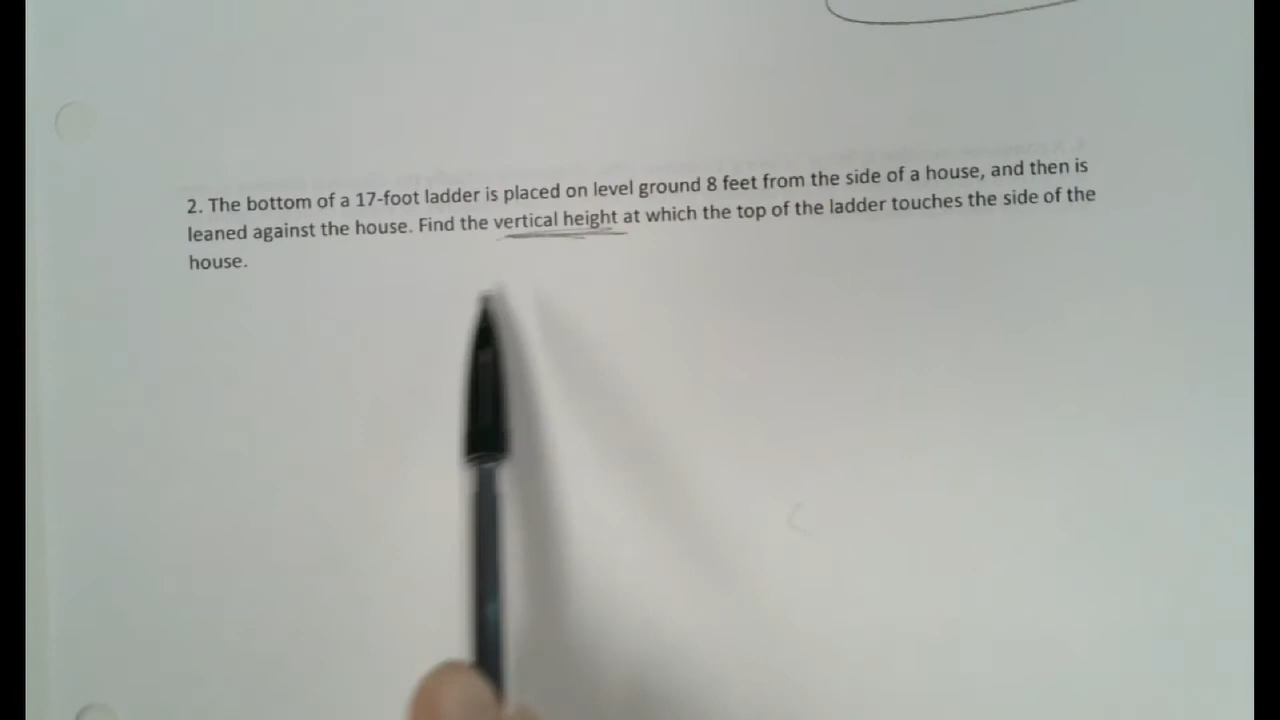 2. The bottom of a 17-foot ladder is placed on level ground 8 feet from the side of a house, and then is
leaned against the house. Find the vertical height at which the top of the ladder touches the side of the
house.